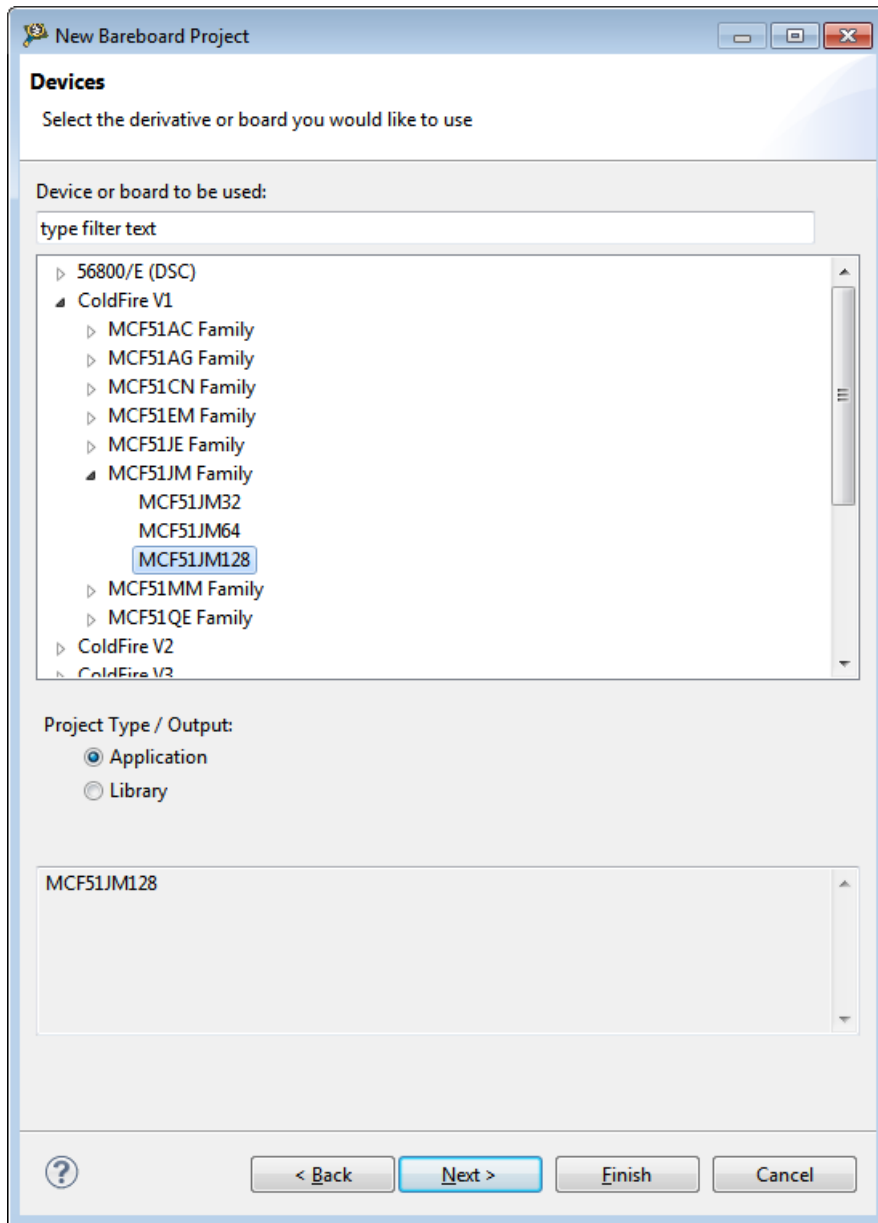 New Bareboard Project
Devices
Select the derivative or board you would like to use
Device or board to be used:
type filter text
56800/E (DSC)
ColdFire V1
MCF51AC Family
MCF51AG Family
MCF51CN Family
MCF51EM Family
MCF51JE Family
MCF51JM Family
MCF51JM32
MCF51JM64
MCF51JM128
MCF51MM Family
MCF51QE Family
ColdFire V2
ColdFire V3
Project Type / Output:
Application
Library
MCF51JM128
? < Back Next > Finish Cancel